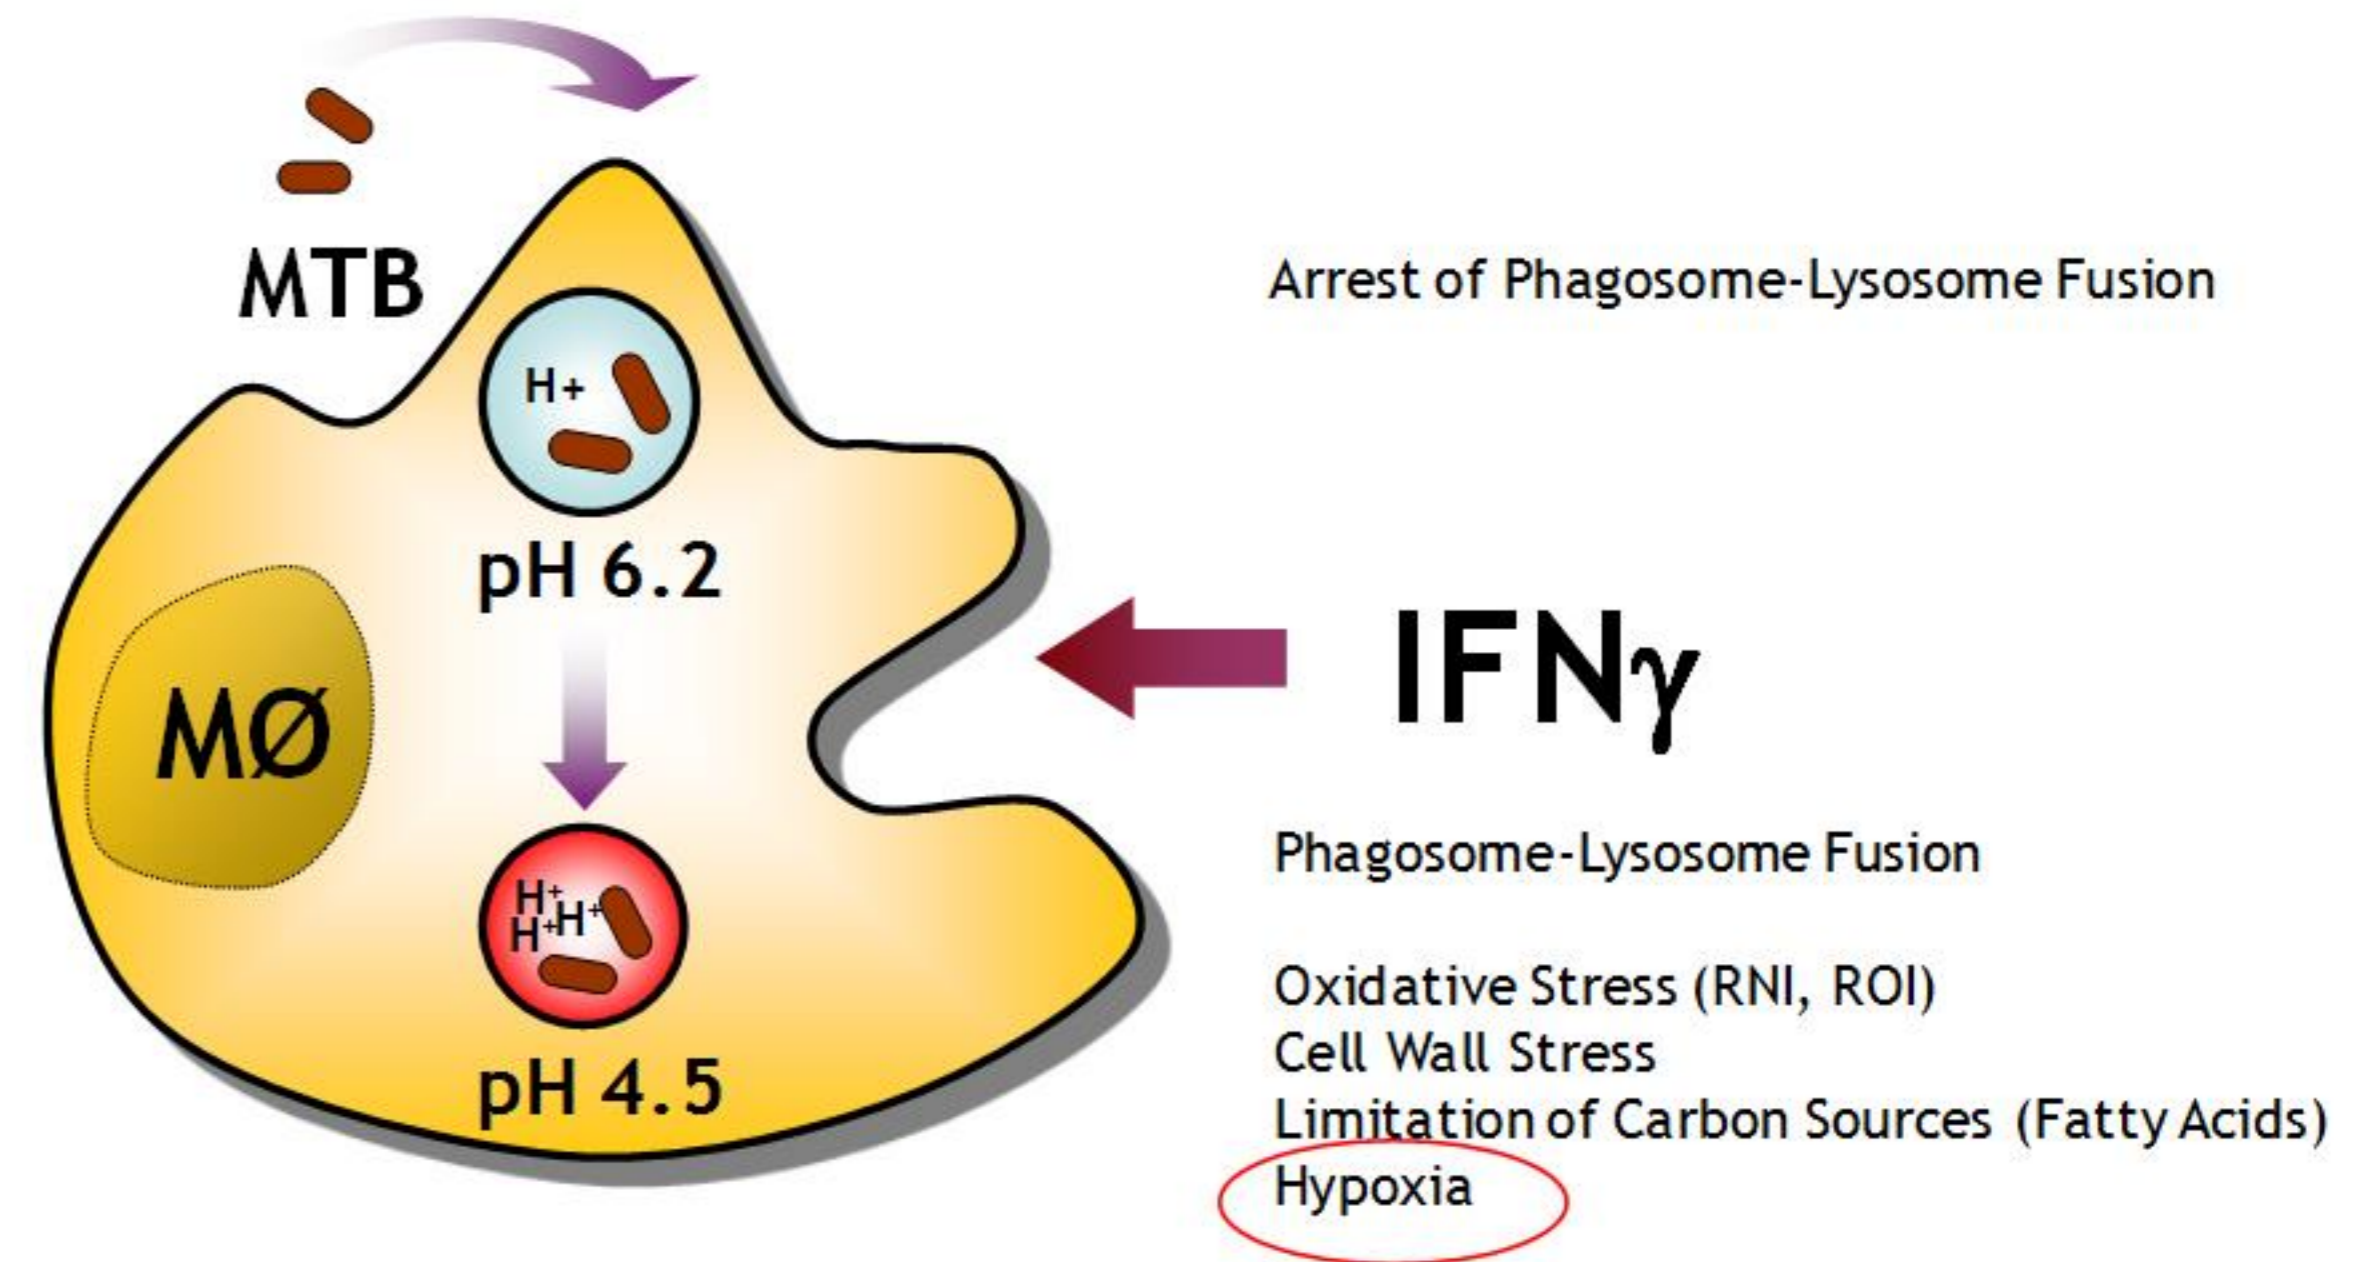 MTB
Arrest of Phagosome-Lysosome Fusion
H+
pH 6.2
IFNγ
MØ
Phagosome-Lysosome Fusion
H+
H+
H+
Oxidative Stress (RNI, ROI)
Cell Wall Stress
pH 4.5
Limitation of Carbon Sources (Fatty Acids)
Hypoxia